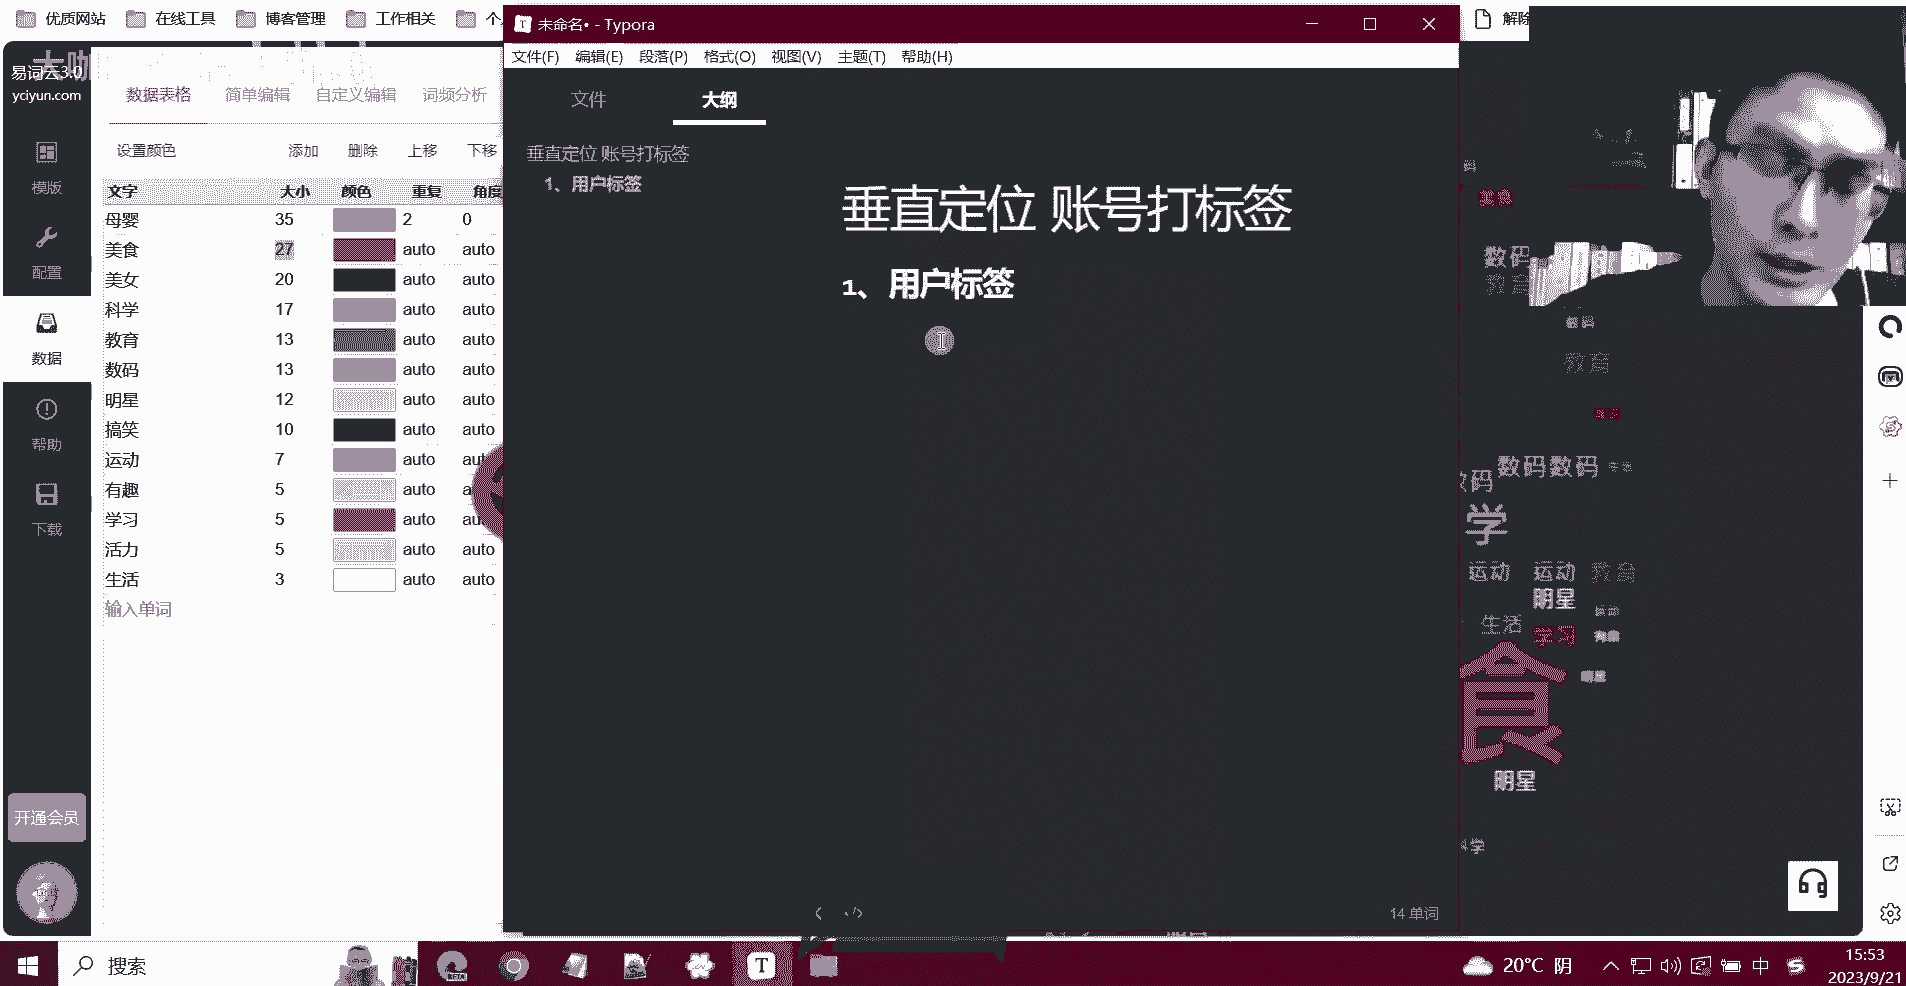 优质网站
在线工具
博客管理
工作相关
未命名• - Typora
解除
文件(F) 编辑(E) 段落(P) 格式(O) 视图(V) 主题(T) 帮助(H)
易词云3.0
yciyun.com
模版
配置
数据
帮助
下载
开通会员
数据表格 简单编辑 自定义编辑 词频分析
设置颜色 添加 删除 上移 下移
文字 大小 颜色 重复 角度
母婴 35 2 0
美食 27 auto auto
美女 20 auto auto
科学 17 auto auto
教育 13 auto auto
数码 13 auto auto
明星 12 auto auto
搞笑 10 auto auto
运动 7 auto
有趣 5 auto
学习 5 auto
活力 5 auto auto
生活 3 auto auto
输入单词
文件 大纲
垂直定位 账号打标签
1、用户标签
垂直定位 账号打标签
1、用户标签
14 单词
数码
教育
教育
数码 数码
学
运动 运动 教育
明星
生活 学习
食
明星
搜索
20°C 阴
中
15:53
2023/9/21